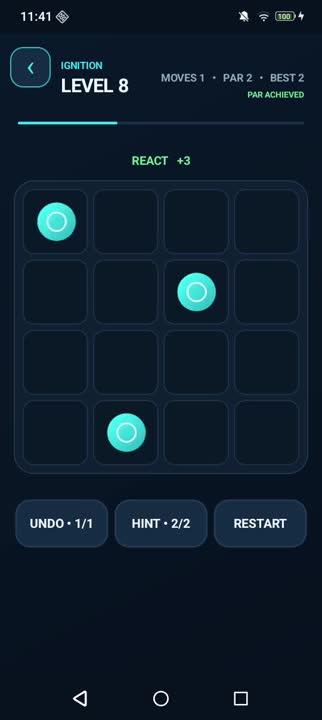 11:41
100
IGNITION
LEVEL 8
MOVES 1 • PAR 2 • BEST 2
PAR ACHIEVED
REACT +3
UNDO • 1/1
HINT • 2/2
RESTART